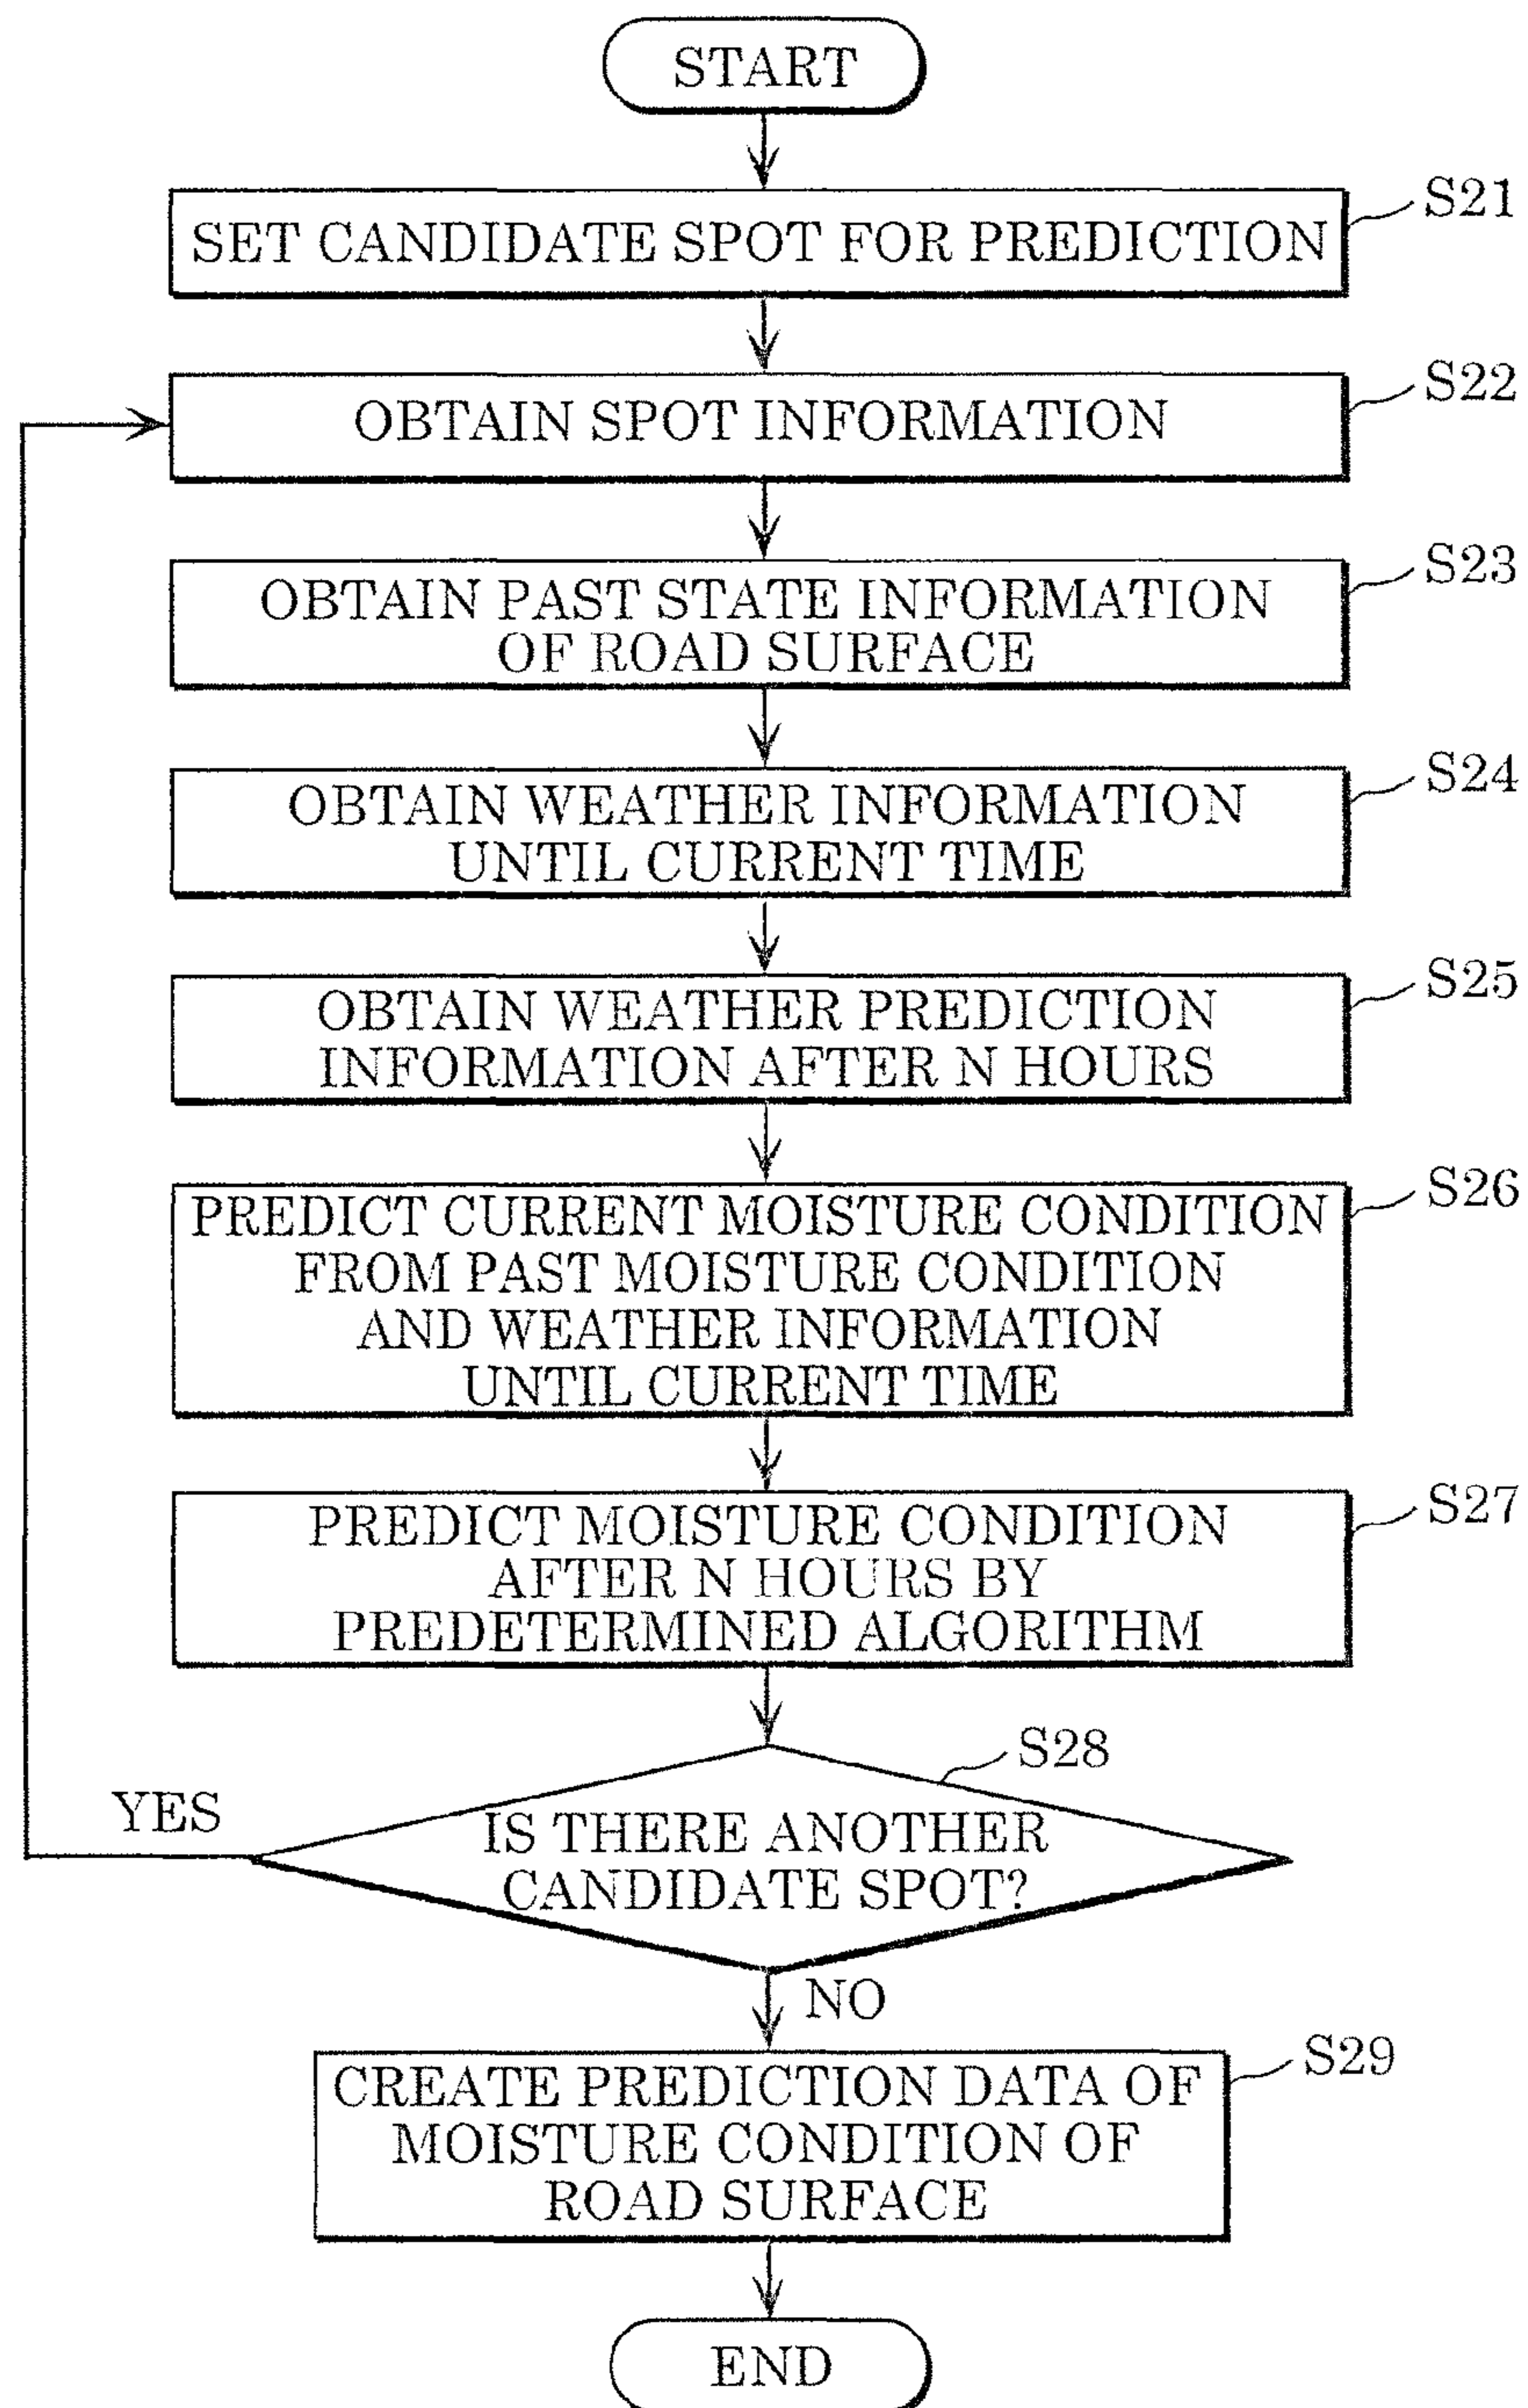 START
SET CANDIDATE SPOT FOR PREDICTION
S21
OBTAIN SPOT INFORMATION
S22
OBTAIN PAST STATE INFORMATION
OF ROAD SURFACE
S23
OBTAIN WEATHER INFORMATION
UNTIL CURRENT TIME
S24
OBTAIN WEATHER PREDICTION
INFORMATION AFTER N HOURS
S25
PREDICT CURRENT MOISTURE CONDITION
FROM PAST MOISTURE CONDITION
AND WEATHER INFORMATION
UNTIL CURRENT TIME
S26
PREDICT MOISTURE CONDITION
AFTER N HOURS BY
PREDETERMINED ALGORITHM
S27
S28
YES
IS THERE ANOTHER
CANDIDATE SPOT?
NO
CREATE PREDICTION DATA OF
MOISTURE CONDITION OF
ROAD SURFACE
S29
END